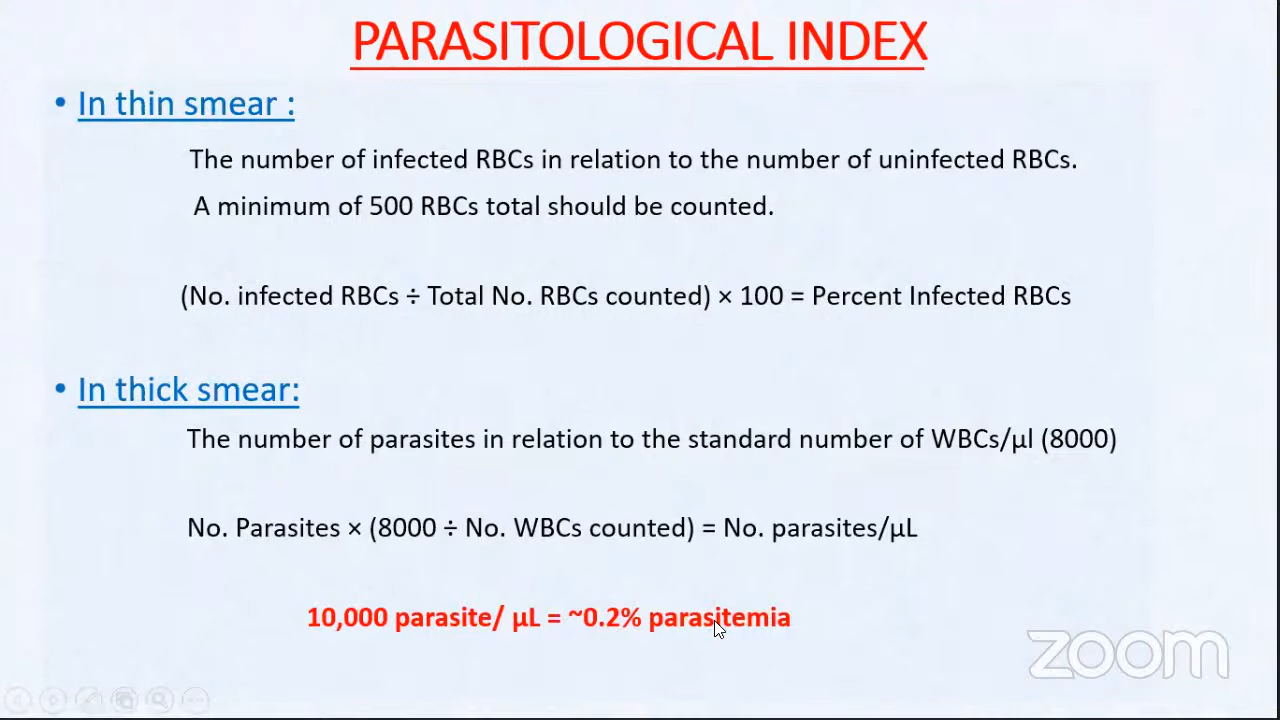 PARASITOLOGICAL INDEX
• In thin smear :
The number of infected RBCs in relation to the number of uninfected RBCs.
A minimum of 500 RBCs total should be counted.
(No. infected RBCs ÷ Total No. RBCs counted) × 100 = Percent Infected RBCs
• In thick smear:
The number of parasites in relation to the standard number of WBCs/µl (8000)
No. Parasites × (8000 ÷ No. WBCs counted) = No. parasites/µL
10,000 parasite/ µL = ~0.2% parasitemia
zoom